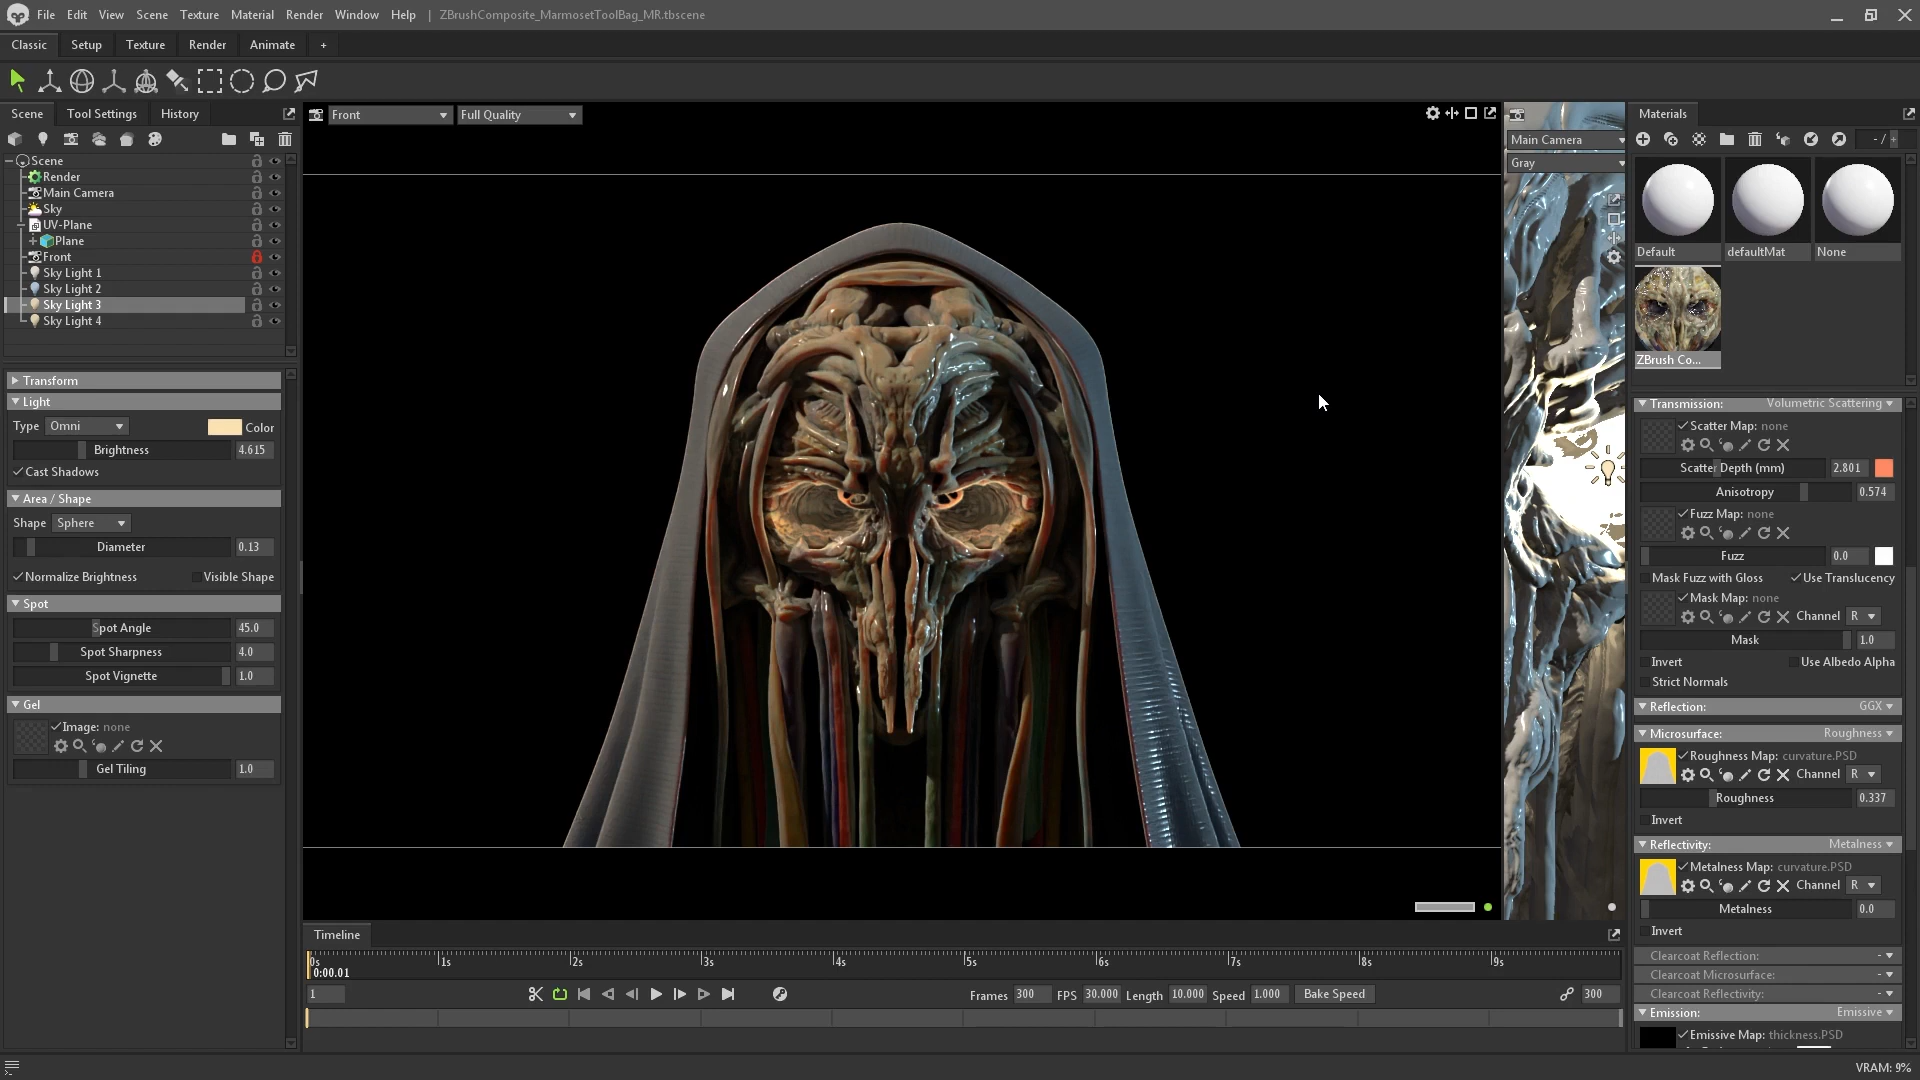 File Edit View Scene Texture Material Render Window Help | ZBrushComposite_MarmosetToolBag_MR.tbscene
Classic Setup Texture Render Animate +
Scene Tool Settings History
Scene
Render
Main Camera
Sky
UV-Plane
Plane
Front
Sky Light 1
Sky Light 2
Sky Light 3
Sky Light 4
Transform
Light
Type Omni Color
Brightness 4.615
Cast Shadows
Area / Shape
Shape Sphere
Diameter 0.13
Normalize Brightness Visible Shape
Spot
Spot Angle 45.0
Spot Sharpness 4.0
Spot Vignette 1.0
Gel
Image: none
Gel Tiling 1.0
Front Full Quality
Main Camera
Gray
Timeline
0s 1s 2s 3s 4s 5s 6s 7s 8s 9s
0:00.01
1 Frames 300 FPS 30.000 Length 10.000 Speed 1.000 Bake Speed 300
Materials
- / +
Default defaultMat None
ZBrush Co...
Transmission: Volumetric Scattering
Scatter Map: none
Scatter Depth (mm) 2.801
Anisotropy 0.574
Fuzz Map: none
Fuzz 0.0
Mask Fuzz with Gloss Use Translucency
Mask Map: none
Channel R
Mask 1.0
Invert Use Albedo Alpha
Strict Normals
Reflection: GGX
Microsurface: Roughness
Roughness Map: curvature.PSD
Channel R
Roughness 0.337
Invert
Reflectivity: Metalness
Metalness Map: curvature.PSD
Channel R
Metalness 0.0
Invert
Clearcoat Reflection: -
Clearcoat Microsurface: -
Clearcoat Reflectivity: -
Emission: Emissive
Emissive Map: thickness.PSD
VRAM: 9%